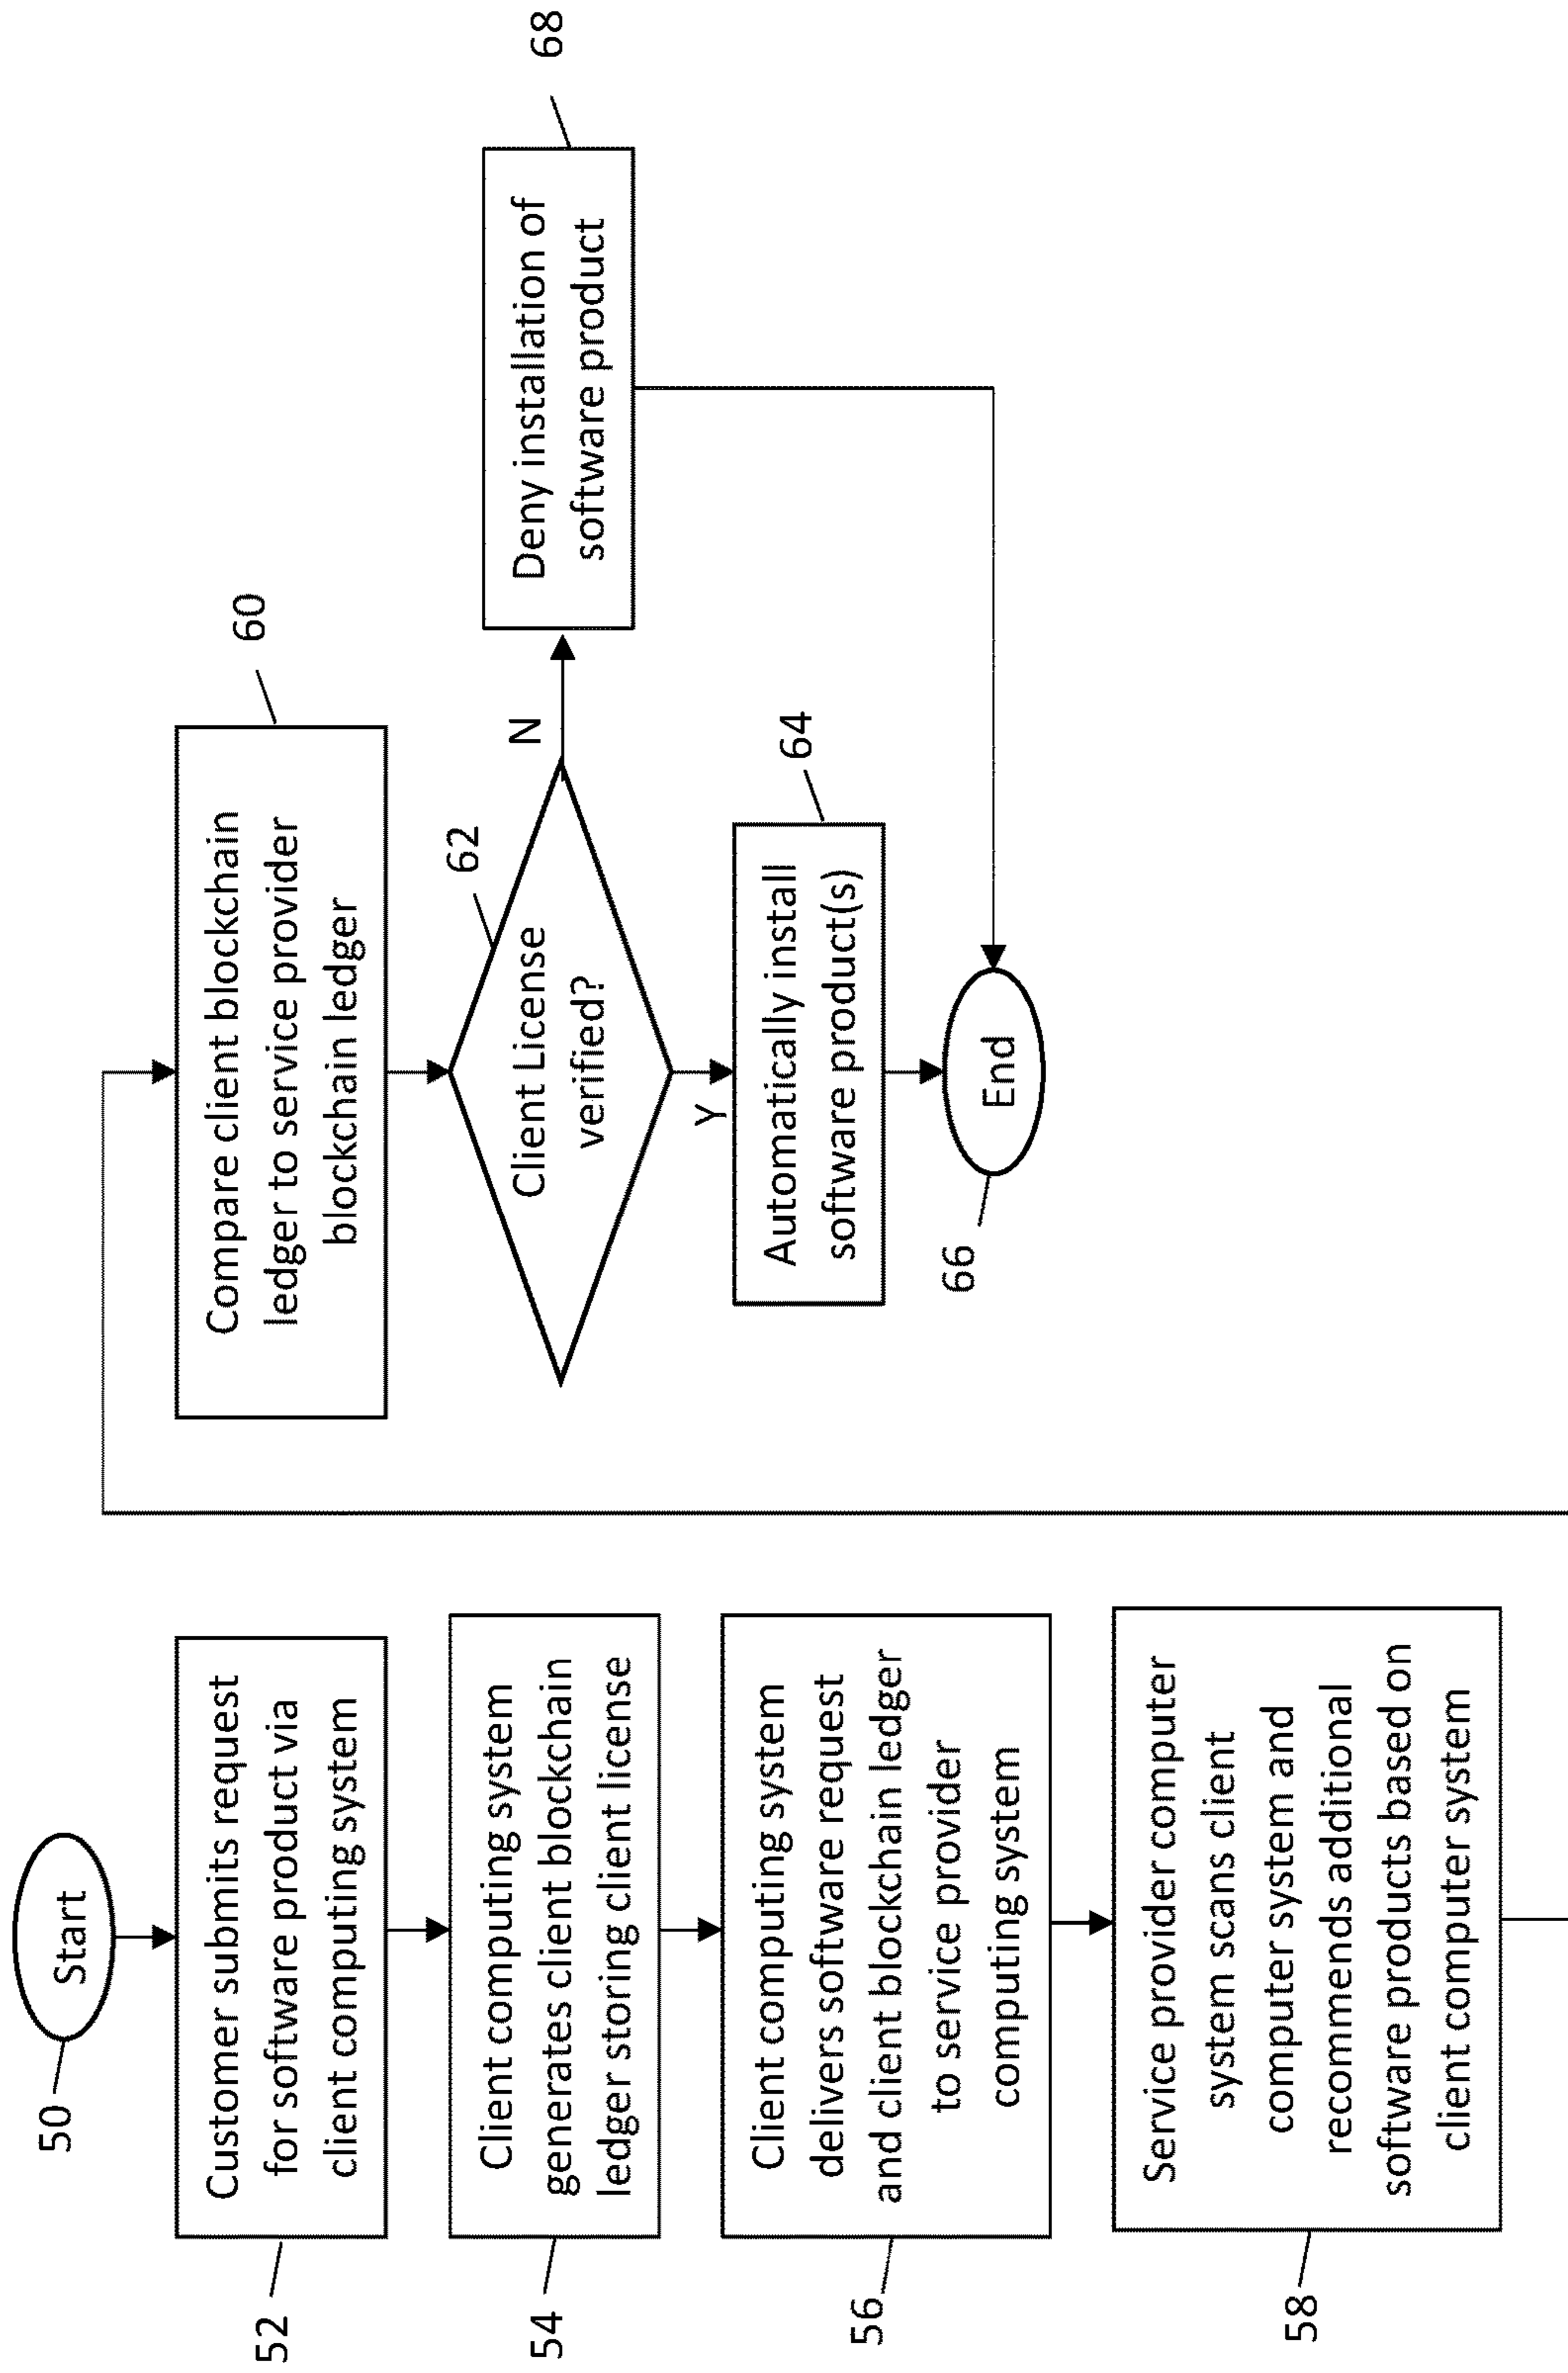 50
Start
52
Customer submits request
for software product via
client computing system
54
Client computing system
generates client blockchain
ledger storing client license
56
Client computing system
delivers software request
and client blockchain ledger
to service provider
computing system
58
Service provider computer
system scans client
computer system and
recommends additional
software products based on
client computer system
60
Compare client blockchain
ledger to service provider
blockchain ledger
62
Client License
verified?
N
68
Deny installation of
software product
Y
64
Automatically install
software product(s)
66
End